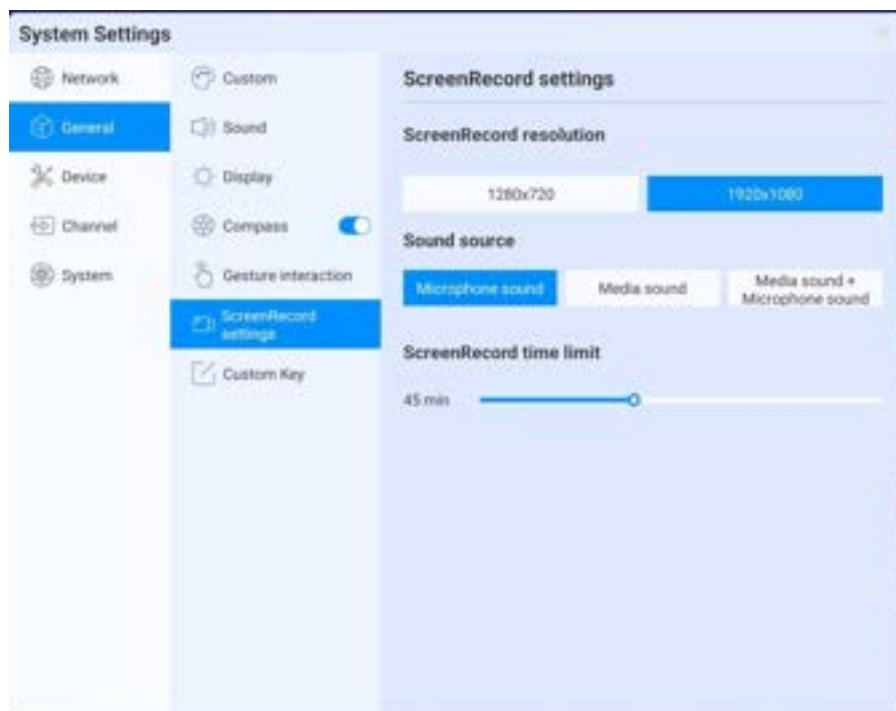 System Settings
Network
General
Device
Channel
System
Custom
Sound
Display
Compass
Gesture interaction
ScreenRecord
settings
Custom Key
ScreenRecord settings
ScreenRecord resolution
1280x720
1920x1080
Sound source
Microphone sound
Media sound
Media sound +
Microphone sound
ScreenRecord time limit
45 min